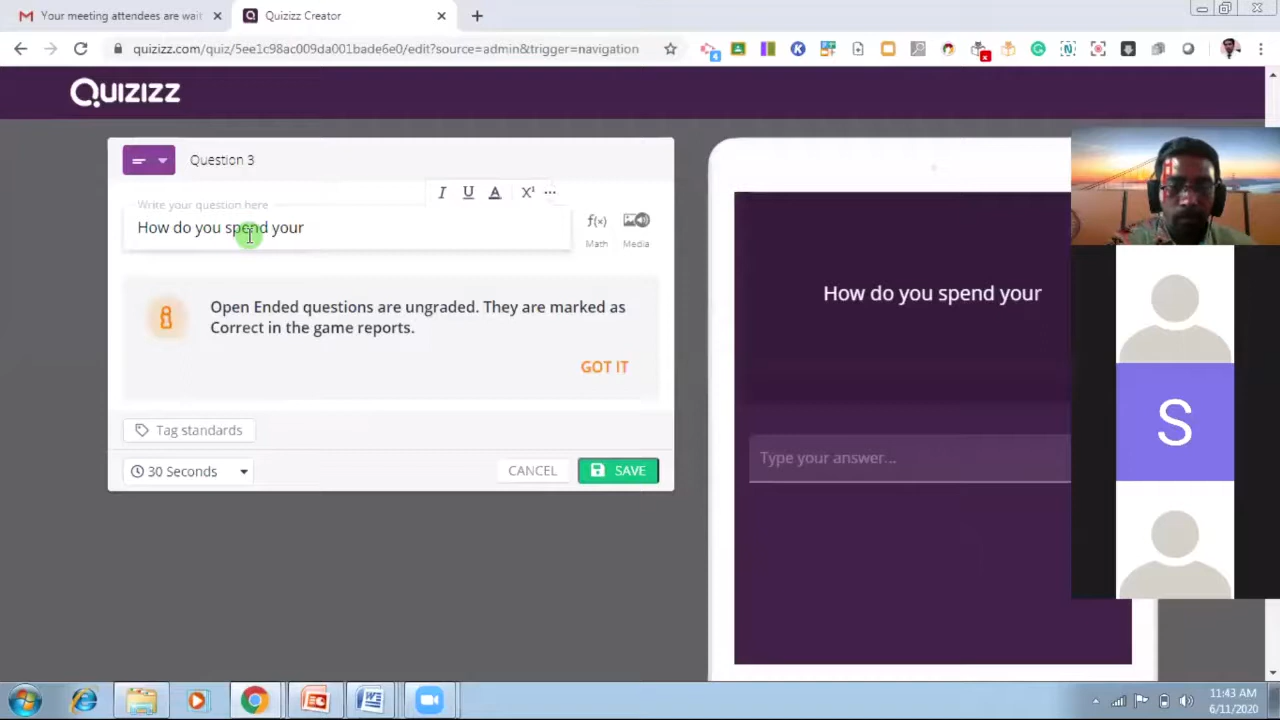 Your meeting attendees are wait
Quizizz Creator
quizizz.com/quiz/5ee1c98ac009da001bade6e0/edit?source=admin&trigger=navigation
Quizizz
Question 3
Write your question here
I U A X¹ ...
How do you spend your
f(x)
Math
Media
Open Ended questions are ungraded. They are marked as
Correct in the game reports.
GOT IT
Tag standards
30 Seconds
CANCEL
SAVE
How do you spend your
Type your answer...
S
11:43 AM
6/11/2020